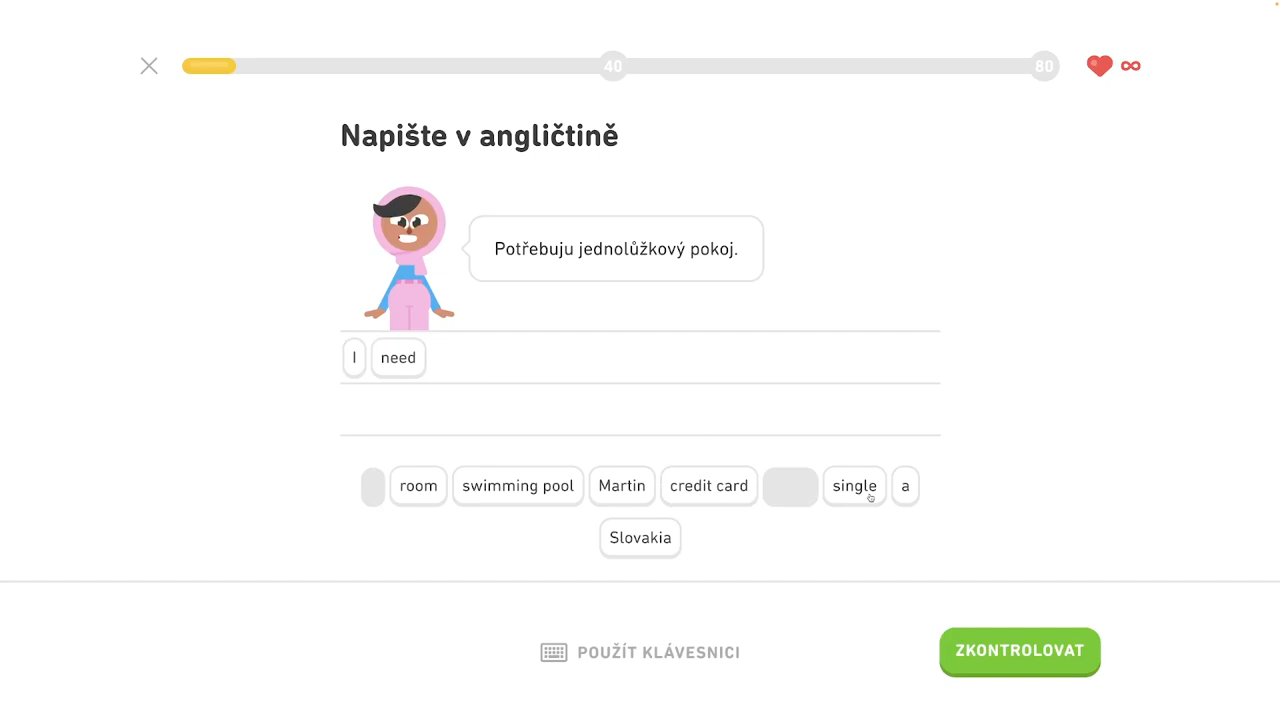 40
80
∞
Napište v angličtině
Potřebuju jednolůžkový pokoj.
I need
room swimming pool Martin credit card single a
Slovakia
POUŽÍT KLÁVESNICI
ZKONTROLOVAT